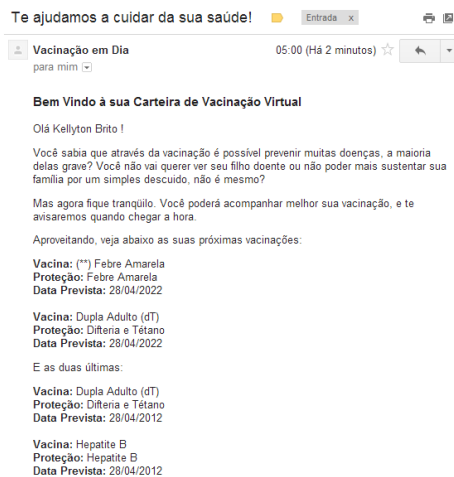 Te ajudamos a cuidar da sua saúde!
Entrada x
Vacinação em Dia
05:00 (Há 2 minutos)
para mim
Bem Vindo à sua Carteira de Vacinação Virtual
Olá Kellyton Brito !
Você sabia que através da vacinação é possível prevenir muitas doenças, a maioria
delas grave? Você não vai querer ver seu filho doente ou não poder mais sustentar sua
família por um simples descuido, não é mesmo?
Mas agora fique tranqüilo. Você poderá acompanhar melhor sua vacinação, e te
avisaremos quando chegar a hora.
Aproveitando, veja abaixo as suas próximas vacinações:
Vacina: (**) Febre Amarela
Proteção: Febre Amarela
Data Prevista: 28/04/2022
Vacina: Dupla Adulto (dT)
Proteção: Difteria e Tétano
Data Prevista: 28/04/2022
E as duas últimas:
Vacina: Dupla Adulto (dT)
Proteção: Difteria e Tétano
Data Prevista: 28/04/2012
Vacina: Hepatite B
Proteção: Hepatite B
Data Prevista: 28/04/2012